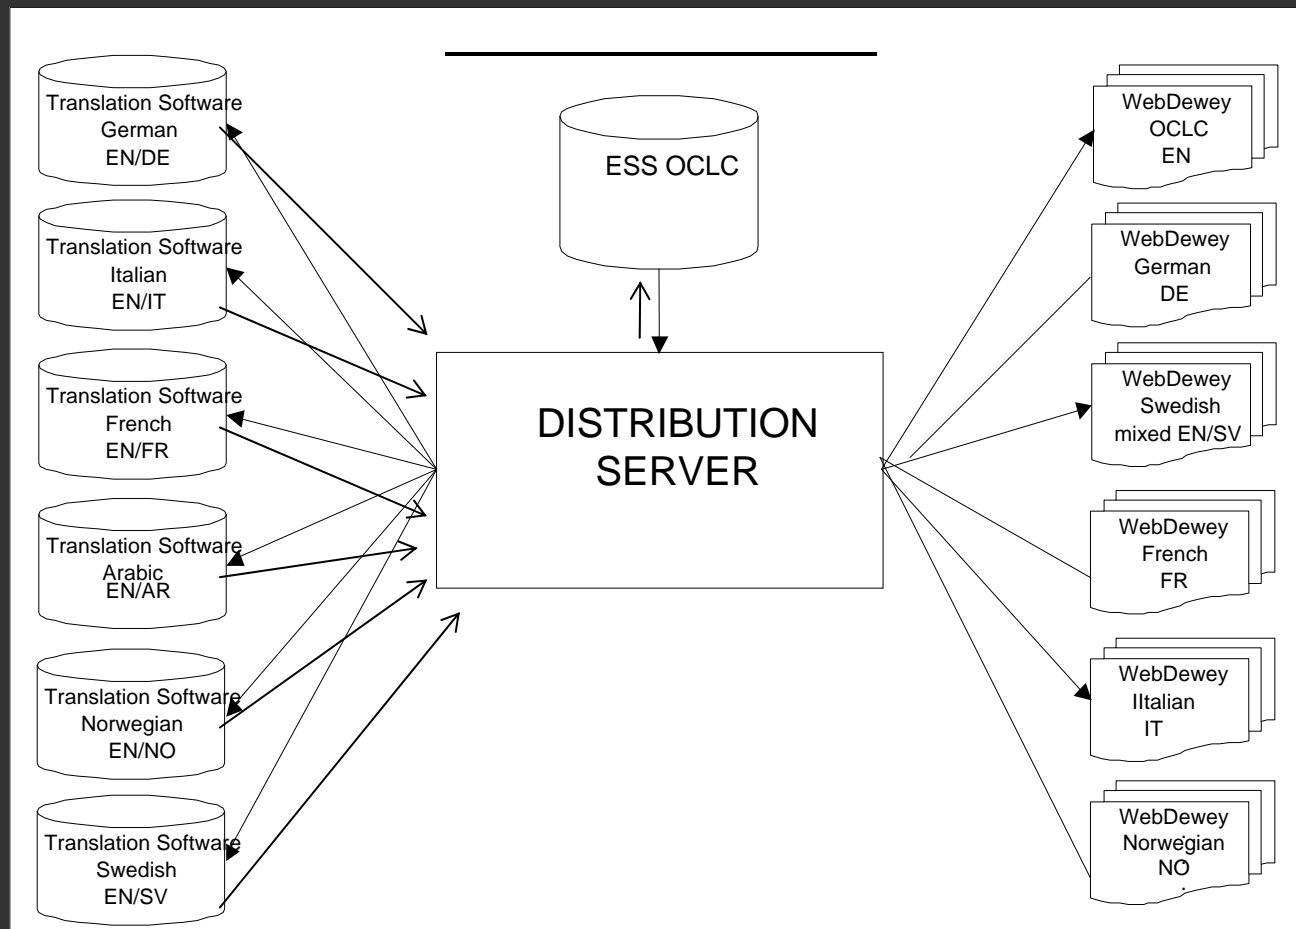 Translation Software
German
EN/DE
Translation Software
Italian
EN/IT
Translation Software
French
EN/FR
Translation Software
Arabic
EN/AR
Translation Software
Norwegian
EN/NO
Translation Software
Swedish
EN/SV
ESS OCLC
DISTRIBUTION
SERVER
WebDewey
OCLC
EN
WebDewey
German
DE
WebDewey
Swedish
mixed EN/SV
WebDewey
French
FR
WebDewey
IItalian
IT
WebDewey
Norwegian
NO